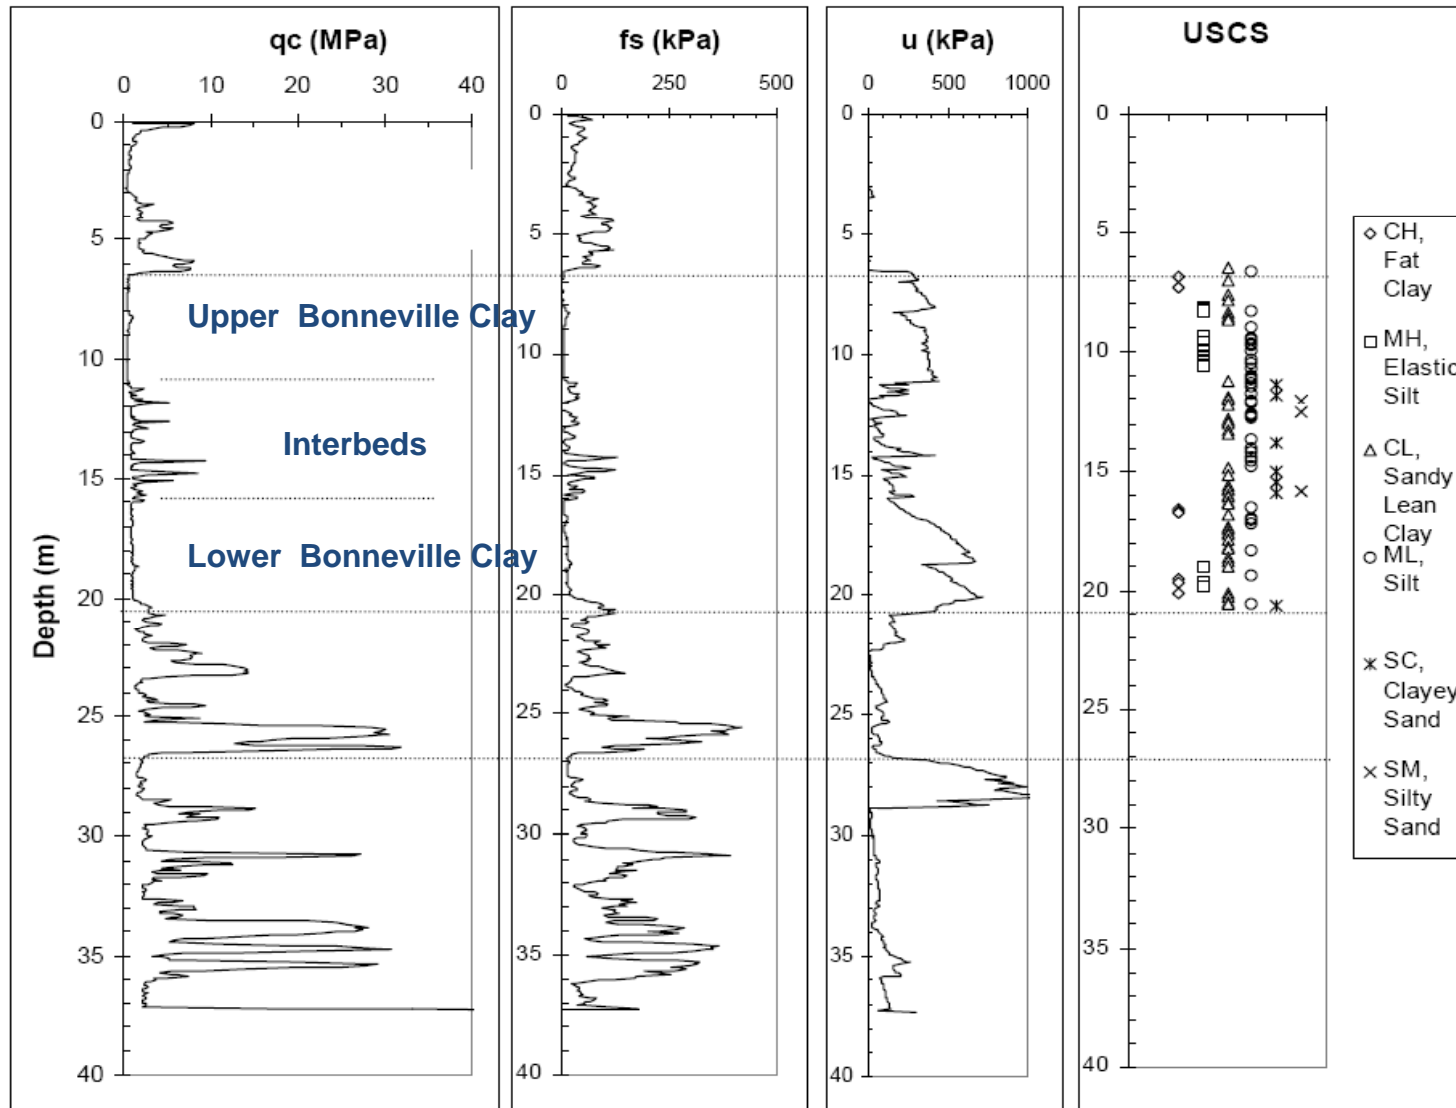 qc (MPa)
0 10 20 30 40
0
5
10
15
20
25
30
35
40
Depth (m)
Upper Bonneville Clay
Interbeds
Lower Bonneville Clay
fs (kPa)
0 250 500
0
5
10
15
20
25
30
35
40
u (kPa)
0 500 1000
0
5
10
15
20
25
30
35
40
USCS
0
5
10
15
20
25
30
35
40
CH,
Fat
Clay
MH,
Elastic
Silt
CL,
Sandy
Lean
Clay
ML,
Silt
SC,
Clayey
Sand
SM,
Silty
Sand